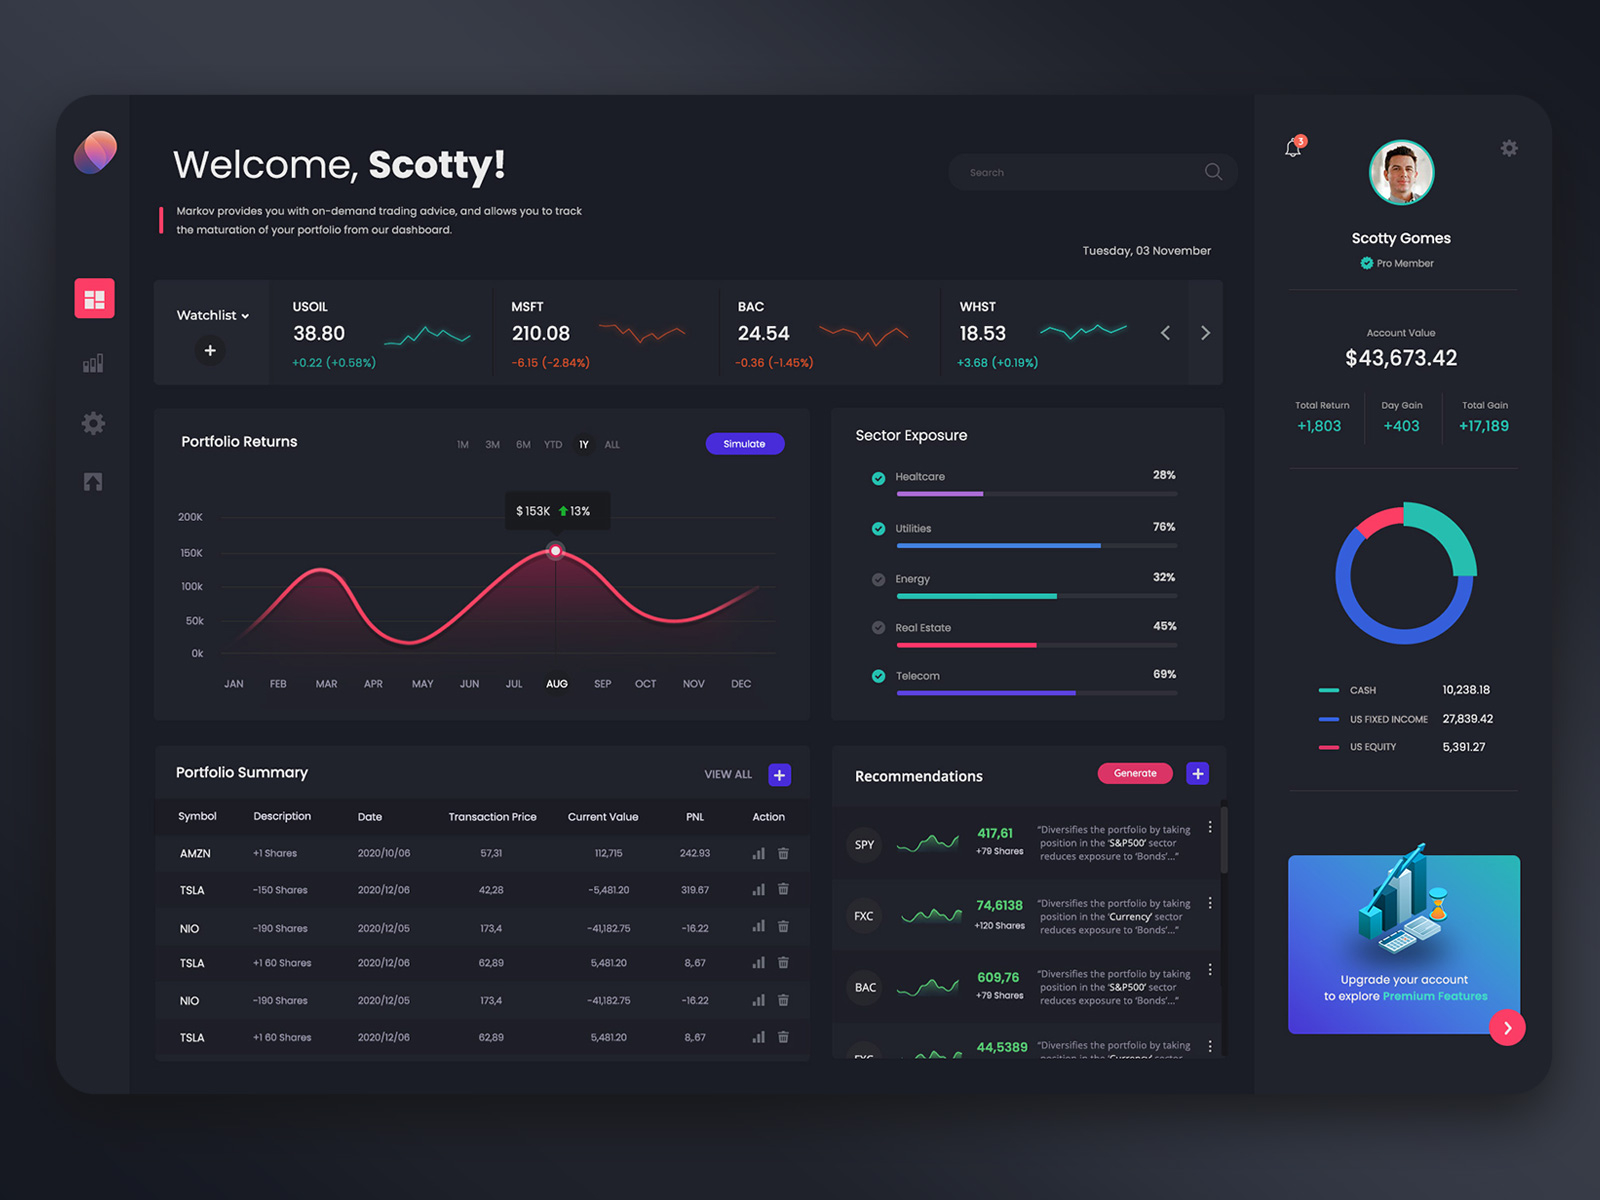 Welcome, Scotty!
Markov provides you with on-demand trading advice, and allows you to track
the maturation of your portfolio from our dashboard.
Search
Tuesday, 03 November
Watchlist
USOIL
38.80
+0.22 (+0.58%)
MSFT
210.08
-6.15 (-2.84%)
BAC
24.54
-0.36 (-1.45%)
WHST
18.53
+3.68 (+0.19%)
Portfolio Returns
1M 3M 6M YTD 1Y ALL
Simulate
$153K 13%
200K
150K
100k
50k
0k
JAN FEB MAR APR MAY JUN JUL AUG SEP OCT NOV DEC
Sector Exposure
Healtcare 28%
Utilities 76%
Energy 32%
Real Estate 45%
Telecom 69%
Portfolio Summary
VIEW ALL
Symbol Description Date Transaction Price Current Value PNL Action
AMZN +1 Shares 2020/10/06 57,31 112,715 242.93
TSLA -150 Shares 2020/12/06 42,28 -5,481.20 319.67
NIO -190 Shares 2020/12/05 173,4 -41,182.75 -16.22
TSLA +1 60 Shares 2020/12/06 62,89 5,481.20 8,.67
NIO -190 Shares 2020/12/05 173,4 -41,182.75 -16.22
TSLA +1 60 Shares 2020/12/06 62,89 5,481.20 8,.67
Recommendations
Generate
SPY
417,61
+79 Shares
“Diversifies the portfolio by taking
position in the ‘S&P500’ sector
reduces exposure to ‘Bonds’...”
FXC
74,6138
+120 Shares
“Diversifies the portfolio by taking
position in the ‘Currency’ sector
reduces exposure to ‘Bonds’...”
BAC
609,76
+79 Shares
“Diversifies the portfolio by taking
position in the ‘S&P500’ sector
reduces exposure to ‘Bonds’...”
FXC
44,5389
“Diversifies the portfolio by taking
position in the ‘Currency’ sector
3
Scotty Gomes
Pro Member
Account Value
$43,673.42
Total Return
+1,803
Day Gain
+403
Total Gain
+17,189
CASH 10,238.18
US FIXED INCOME 27,839.42
US EQUITY 5,391.27
Upgrade your account
to explore Premium Features